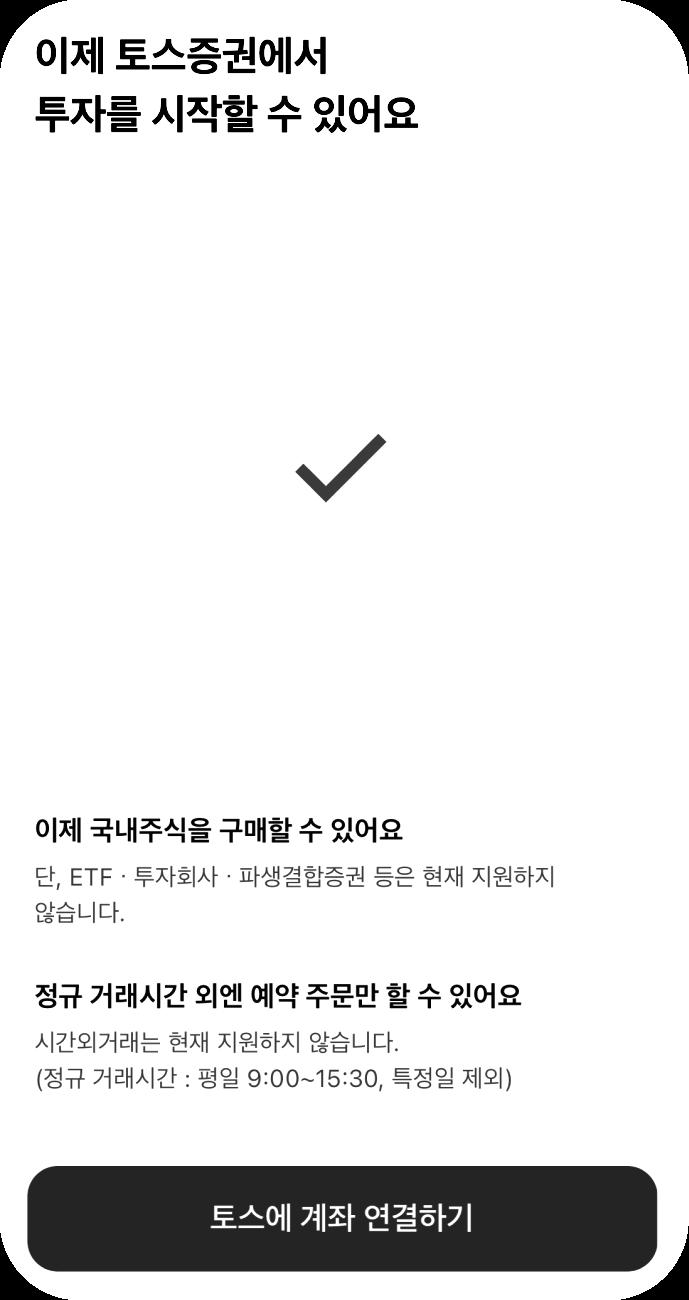 이제 토스증권에서
투자를 시작할 수 있어요
이제 국내주식을 구매할 수 있어요
단, ETF · 투자회사 · 파생결합증권 등은 현재 지원하지
않습니다.
정규 거래시간 외엔 예약 주문만 할 수 있어요
시간외거래는 현재 지원하지 않습니다.
(정규 거래시간 : 평일 9:00~15:30, 특정일 제외)
토스에 계좌 연결하기